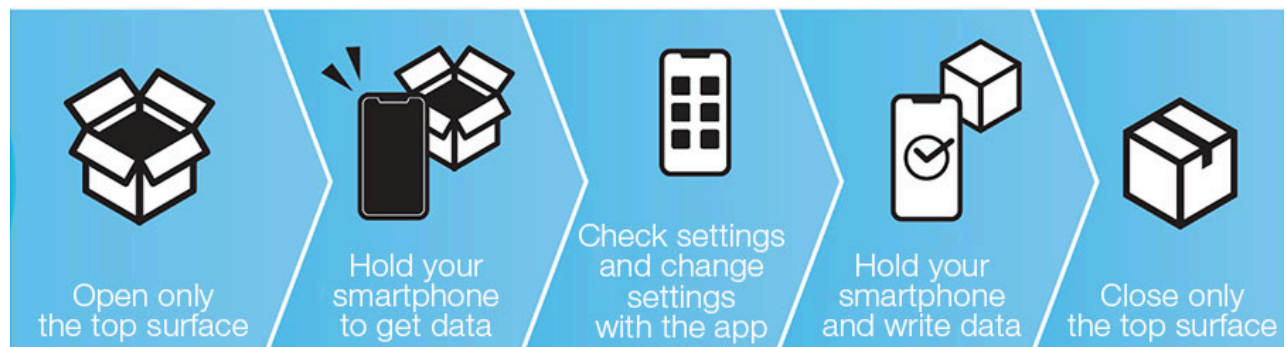 Open only
the top surface
Hold your
smartphone
to get data
Check settings
and change
settings
with the app
Hold your
smartphone
and write data
Close only
the top surface